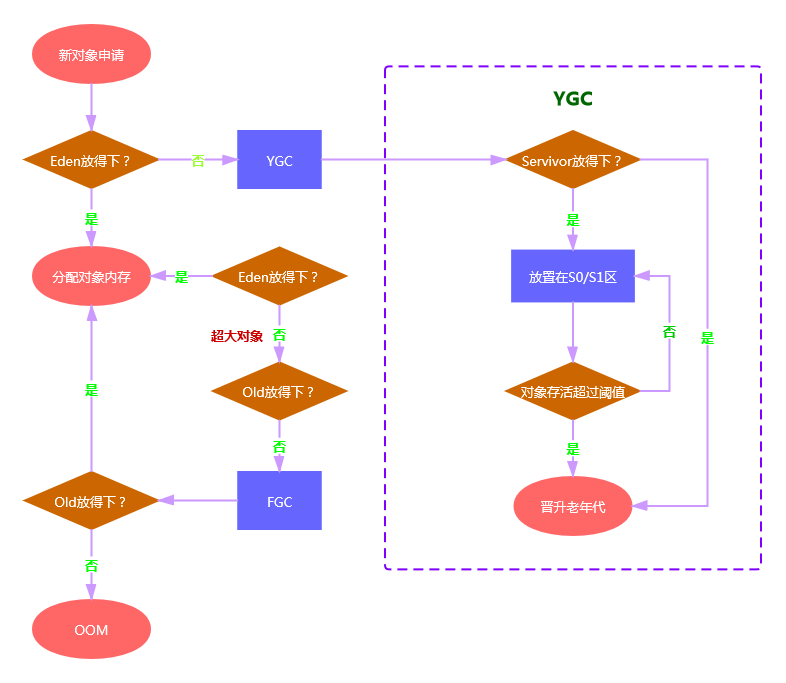 新对象申请
YGC
Eden放得下？
否
YGC
Servivor放得下？
是
是
分配对象内存
是
Eden放得下？
放置在S0/S1区
超大对象
否
否
是
是
Old放得下？
对象存活超过阈值
否
是
Old放得下？
FGC
晋升老年代
否
OOM